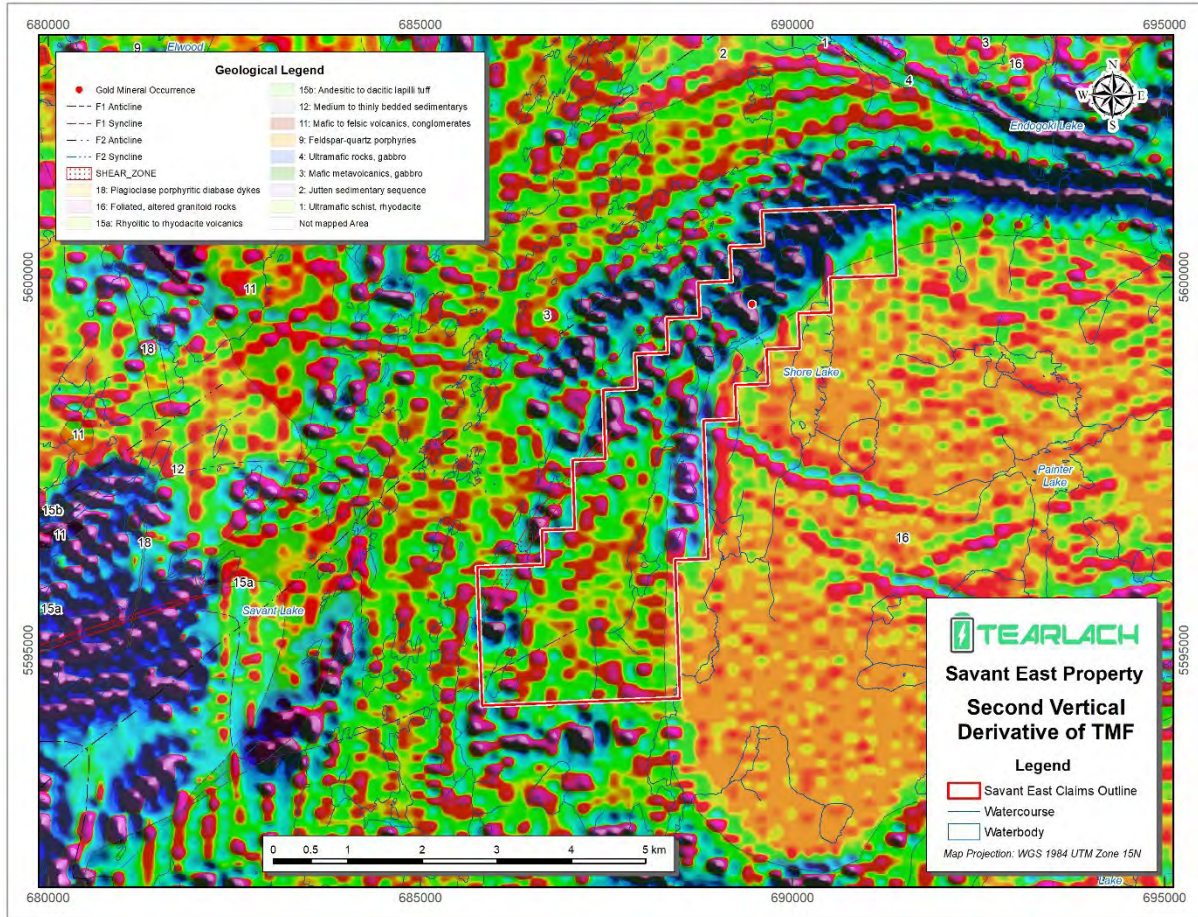 680000 685000 690000 695000
5600000
5595000
5600000
5595000
680000 685000 690000 695000
Geological Legend
Gold Mineral Occurrence
F1 Anticline
F1 Syncline
F2 Anticline
F2 Syncline
SHEAR_ZONE
18: Plagioclase porphyritic diabase dykes
16: Foliated, altered granitoid rocks
15a: Rhyolitic to rhyodacite volcanics
15b: Andesitic to dacitic lapilli tuff
12: Medium to thinly bedded sedimentarys
11: Mafic to felsic volcanics, conglomerates
9: Feldspar-quartz porphyries
4: Ultramafic rocks, gabbro
3: Mafic metavolcanics, gabbro
2: Jutten sedimentary sequence
1: Ultramafic schist, rhyodacite
Not mapped Area
9
Elwood
2
1
3
16
4
N
W E
S
Endogoki Lake
11
3
18
Shore Lake
11
12
Painter
Lake
15b
11
18
16
15a
15a
Savant Lake
TEARLACH
Savant East Property
Second Vertical
Derivative of TMF
Legend
Savant East Claims Outline
Watercourse
Waterbody
Map Projection: WGS 1984 UTM Zone 15N
0 0.5 1 2 3 4 5 km
Lake